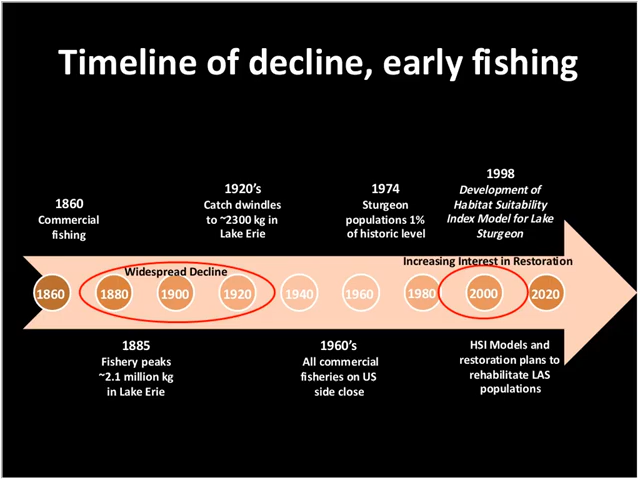 Timeline of decline, early fishing
1860
Commercial
fishing
1920's
Catch dwindles
to ~2300 kg in
Lake Erie
1974
Sturgeon
populations 1%
of historic level
1998
Development of
Habitat Suitability
Index Model for Lake
Sturgeon
Widespread Decline
Increasing Interest in Restoration
1860
1880
1900
1920
1940
1960
1980
2000
2020
1885
Fishery peaks
~2.1 million kg
in Lake Erie
1960's
All commercial
fisheries on US
side close
HSI Models and
restoration plans to
rehabilitate LAS
populations